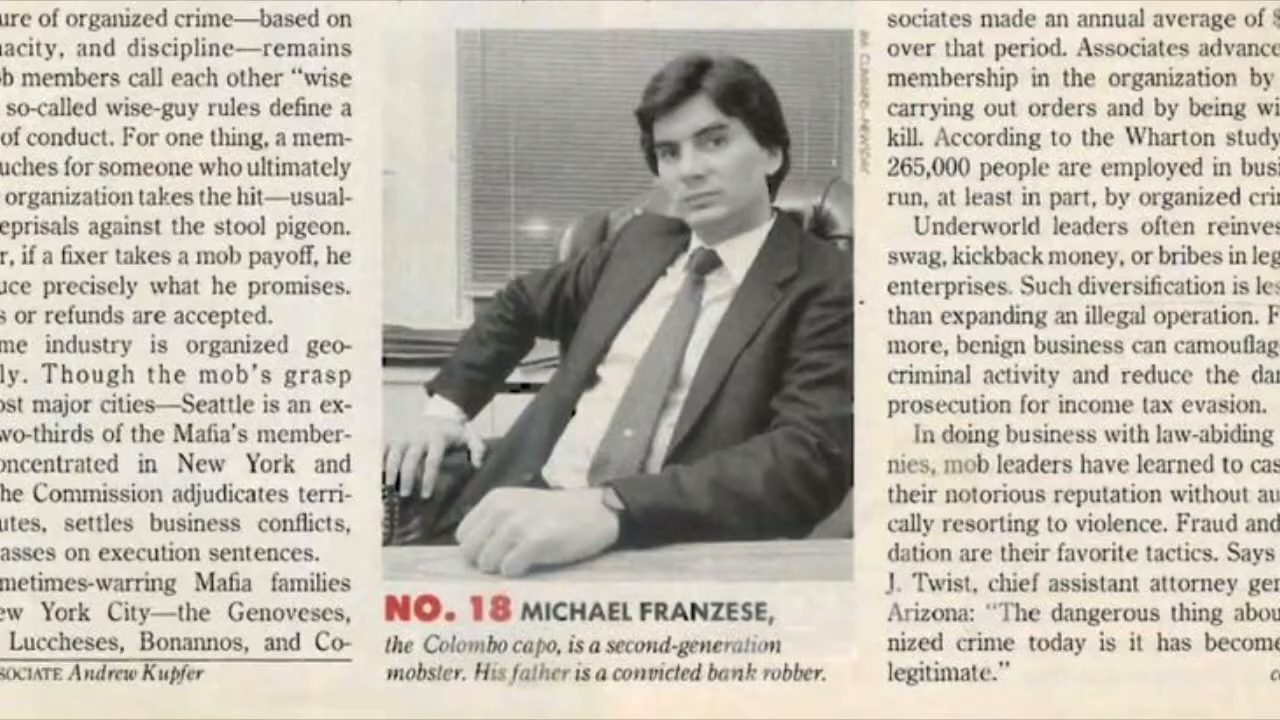 ure of organized crime—based on
nacity, and discipline—remains
ob members call each other “wise
so-called wise-guy rules define a
of conduct. For one thing, a mem-
uches for someone who ultimately
organization takes the hit—usual-
eprisals against the stool pigeon.
r, if a fixer takes a mob payoff, he
uce precisely what he promises.
s or refunds are accepted.
me industry is organized geo-
ly. Though the mob’s grasp
ost major cities—Seattle is an ex-
wo-thirds of the Mafia’s member-
oncentrated in New York and
he Commission adjudicates terri-
utes, settles business conflicts,
asses on execution sentences.
metimes-warring Mafia families
ew York City—the Genoveses,
Luccheses, Bonannos, and Co-
SOCIATE Andrew Kupfer
NO. 18 MICHAEL FRANZESE,
the Colombo capo, is a second-generation
mobster. His father is a convicted bank robber.
sociates made an annual average of $
over that period. Associates advance
membership in the organization by
carrying out orders and by being wi
kill. According to the Wharton study
265,000 people are employed in busi
run, at least in part, by organized cri
Underworld leaders often reinves
swag, kickback money, or bribes in leg
enterprises. Such diversification is les
than expanding an illegal operation. F
more, benign business can camouflag
criminal activity and reduce the da
prosecution for income tax evasion.
In doing business with law-abiding
nies, mob leaders have learned to cas
their notorious reputation without au
cally resorting to violence. Fraud and
dation are their favorite tactics. Says
J. Twist, chief assistant attorney gen
Arizona: “The dangerous thing abou
nized crime today is it has become
legitimate.”